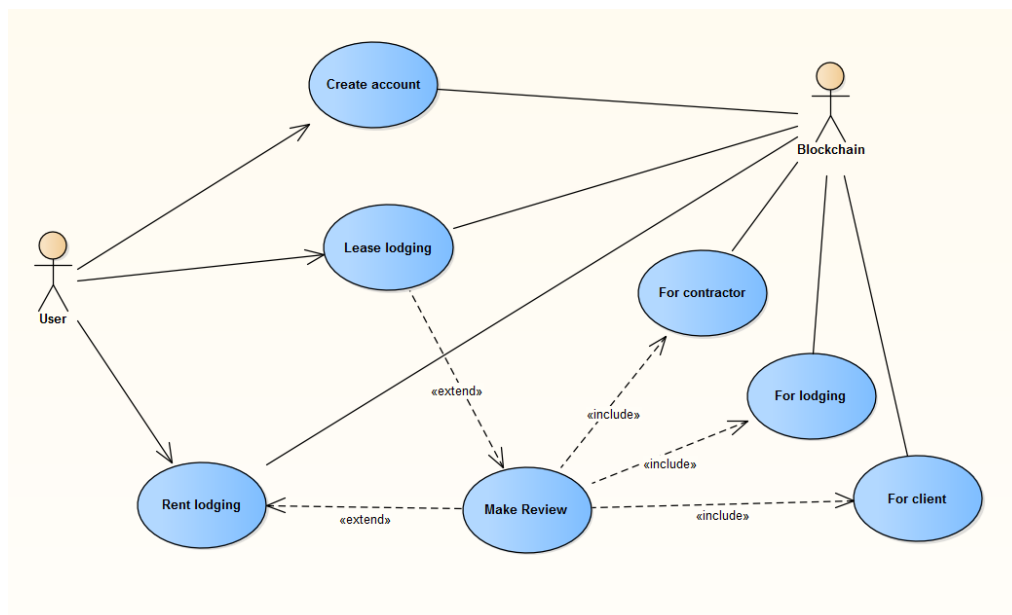 Create account
Blockchain
Lease lodging
For contractor
User
«extend»
For lodging
«include»
«include»
Rent lodging
Make Review
For client
«extend»
«include»